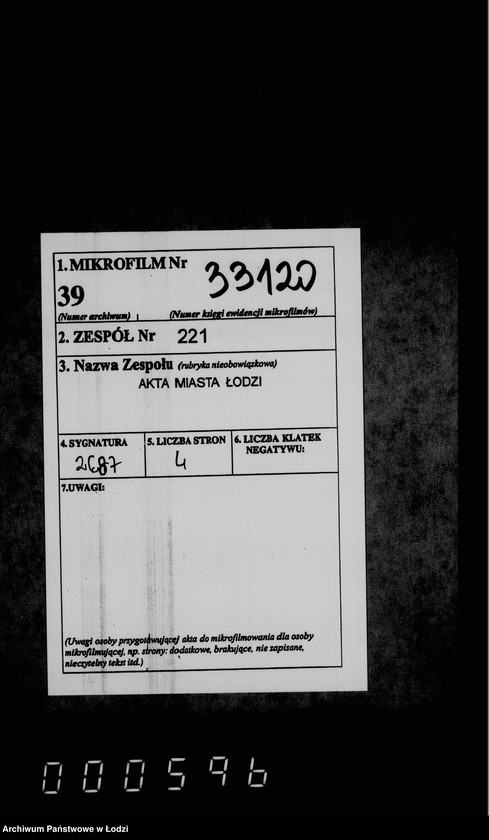 1. MIKROFILM Nr 33120
39
(Numer archiwum) (Numer księgi ewidencji mikrofilmów)
2. ZESPÓŁ Nr 221
3. Nazwa Zespołu (rubryka nieobowiązkowa)
AKTA MIASTA ŁODZI
4. SYGNATURA 5. LICZBA STRON 6. LICZBA KLATEK
NEGATYWU:
2687 4
7.UWAGI:
(Uwagi osoby przygotówującej akta do mikrofilmowania dla osoby
mikrofilmującej, np. strony: dodatkowe, brakujące, nie zapisane,
nieczytelny tekst itd.)
000596
Archiwum Państwowe w Łodzi